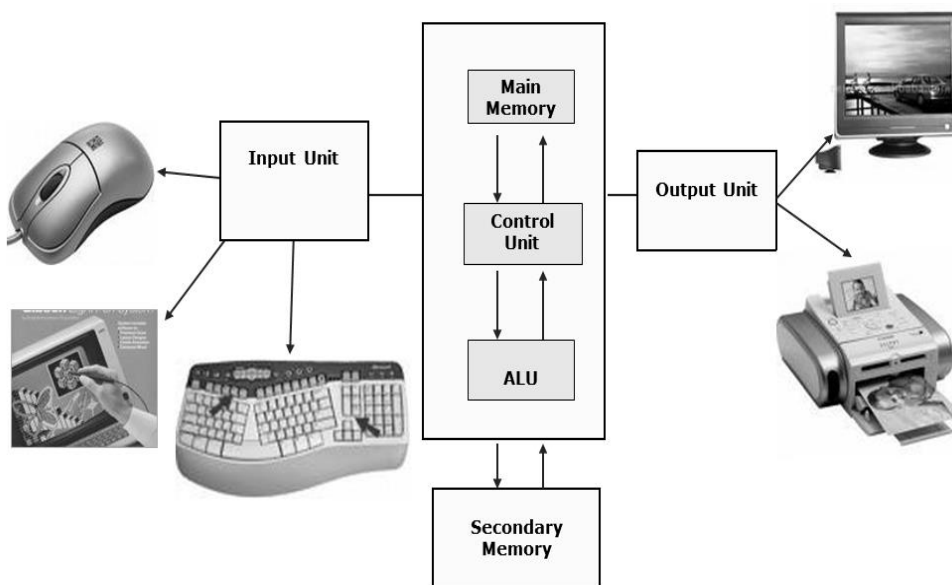 Main
Memory
Input Unit
Output Unit
Control
Unit
ALU
Secondary
Memory